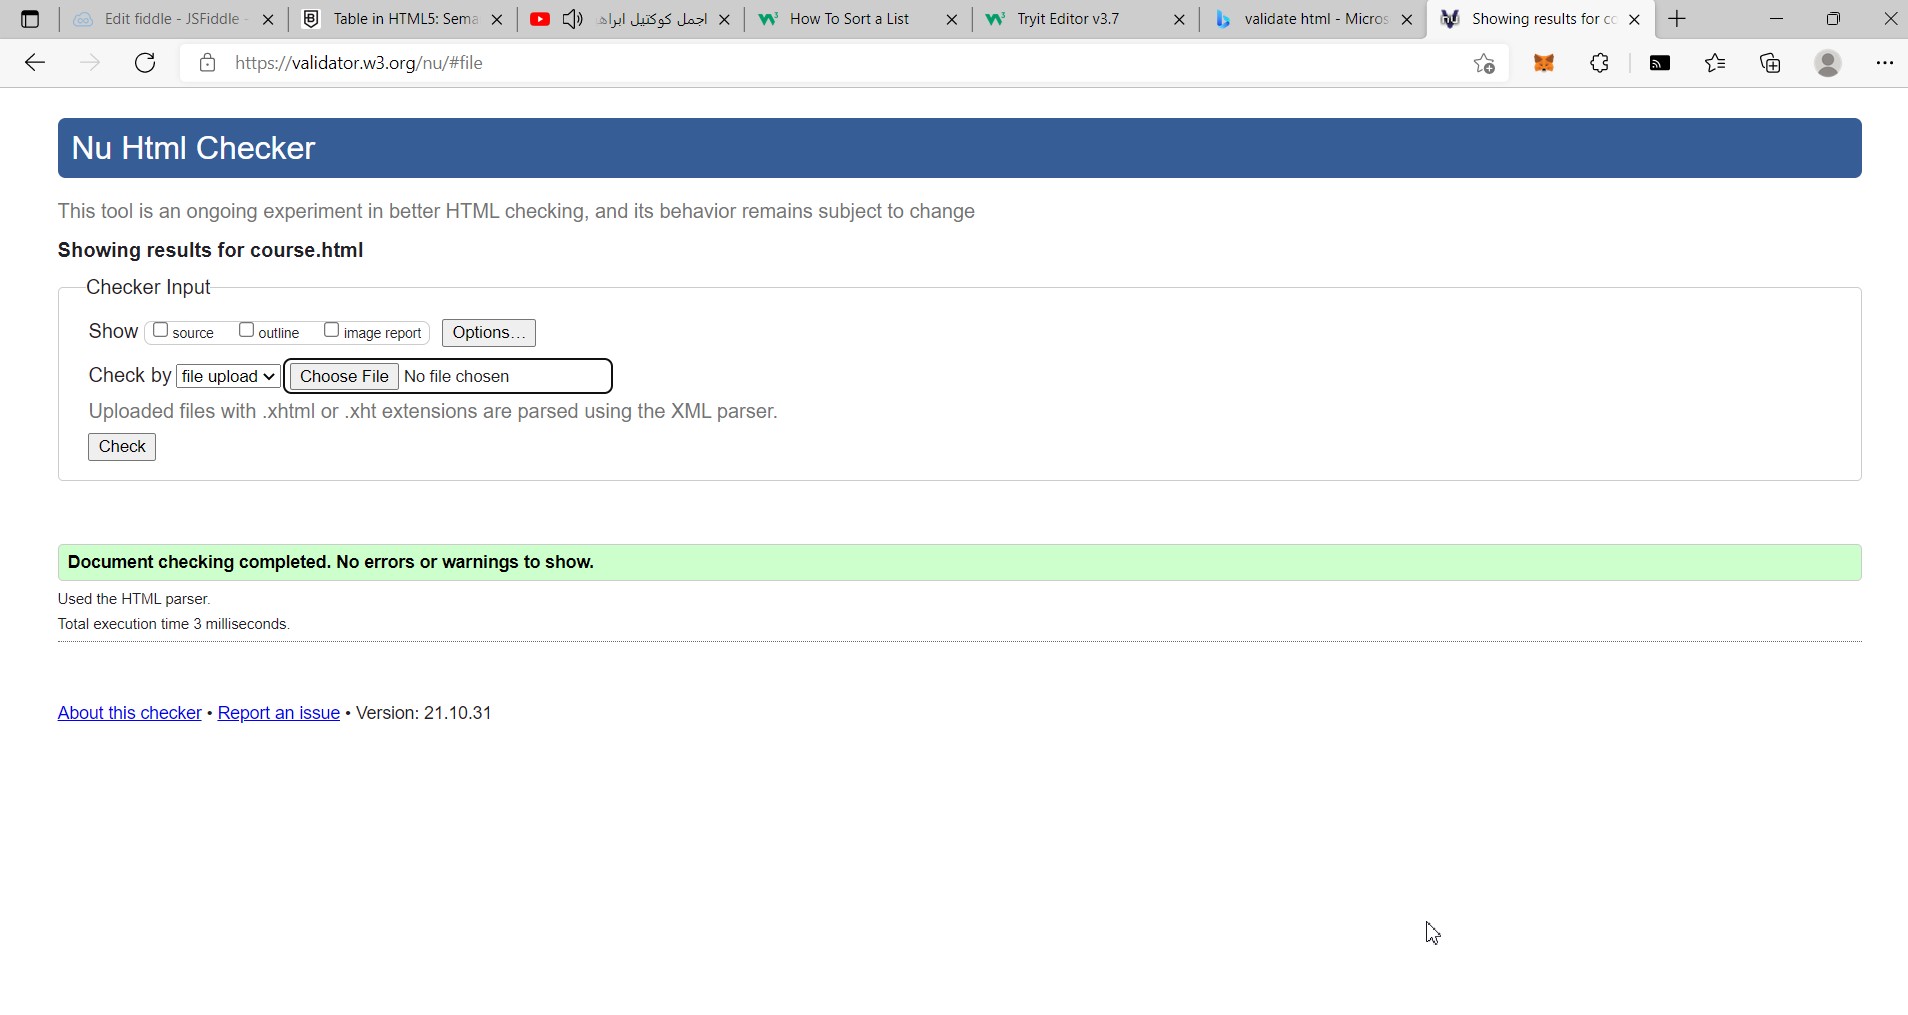 Edit fiddle - JSFiddle -
Table in HTML5: Sema
اجمل كوكتيل ابراهـ
How To Sort a List
Tryit Editor v3.7
validate html - Micros
Showing results for co
https://validator.w3.org/nu/#file
Nu Html Checker
This tool is an ongoing experiment in better HTML checking, and its behavior remains subject to change
Showing results for course.html
Checker Input
Show source outline image report Options...
Check by file upload Choose File No file chosen
Uploaded files with .xhtml or .xht extensions are parsed using the XML parser.
Check
Document checking completed. No errors or warnings to show.
Used the HTML parser.
Total execution time 3 milliseconds.
About this checker • Report an issue • Version: 21.10.31